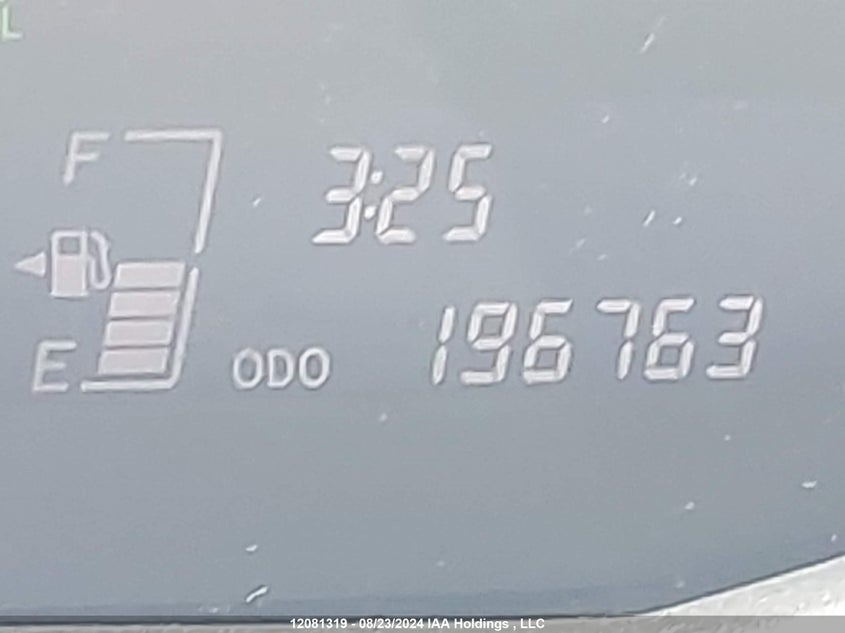 L
F
3:25
E
ODO 196763
12081319 - 08/23/2024 IAA Holdings , LLC